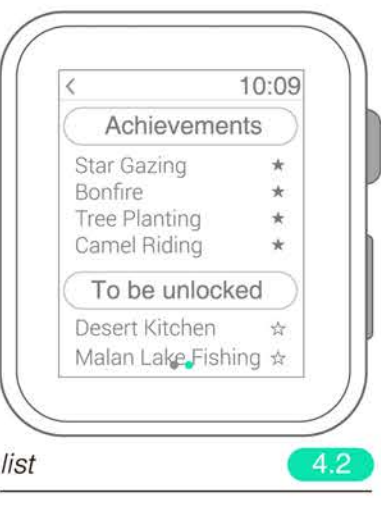 <
10:09
Achievements
Star Gazing ★
Bonfire ★
Tree Planting ★
Camel Riding ★
To be unlocked
Desert Kitchen ☆
Malan Lake Fishing ☆
list
4.2